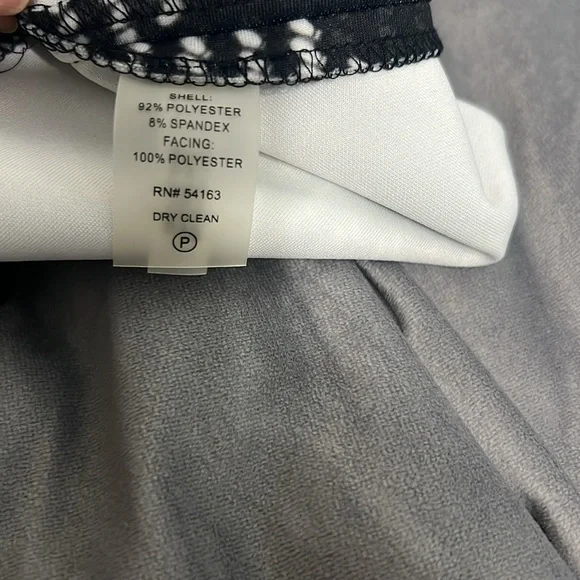 SHELL:
92% POLYESTER
8% SPANDEX
FACING:
100% POLYESTER
RN# 54163
DRY CLEAN
P